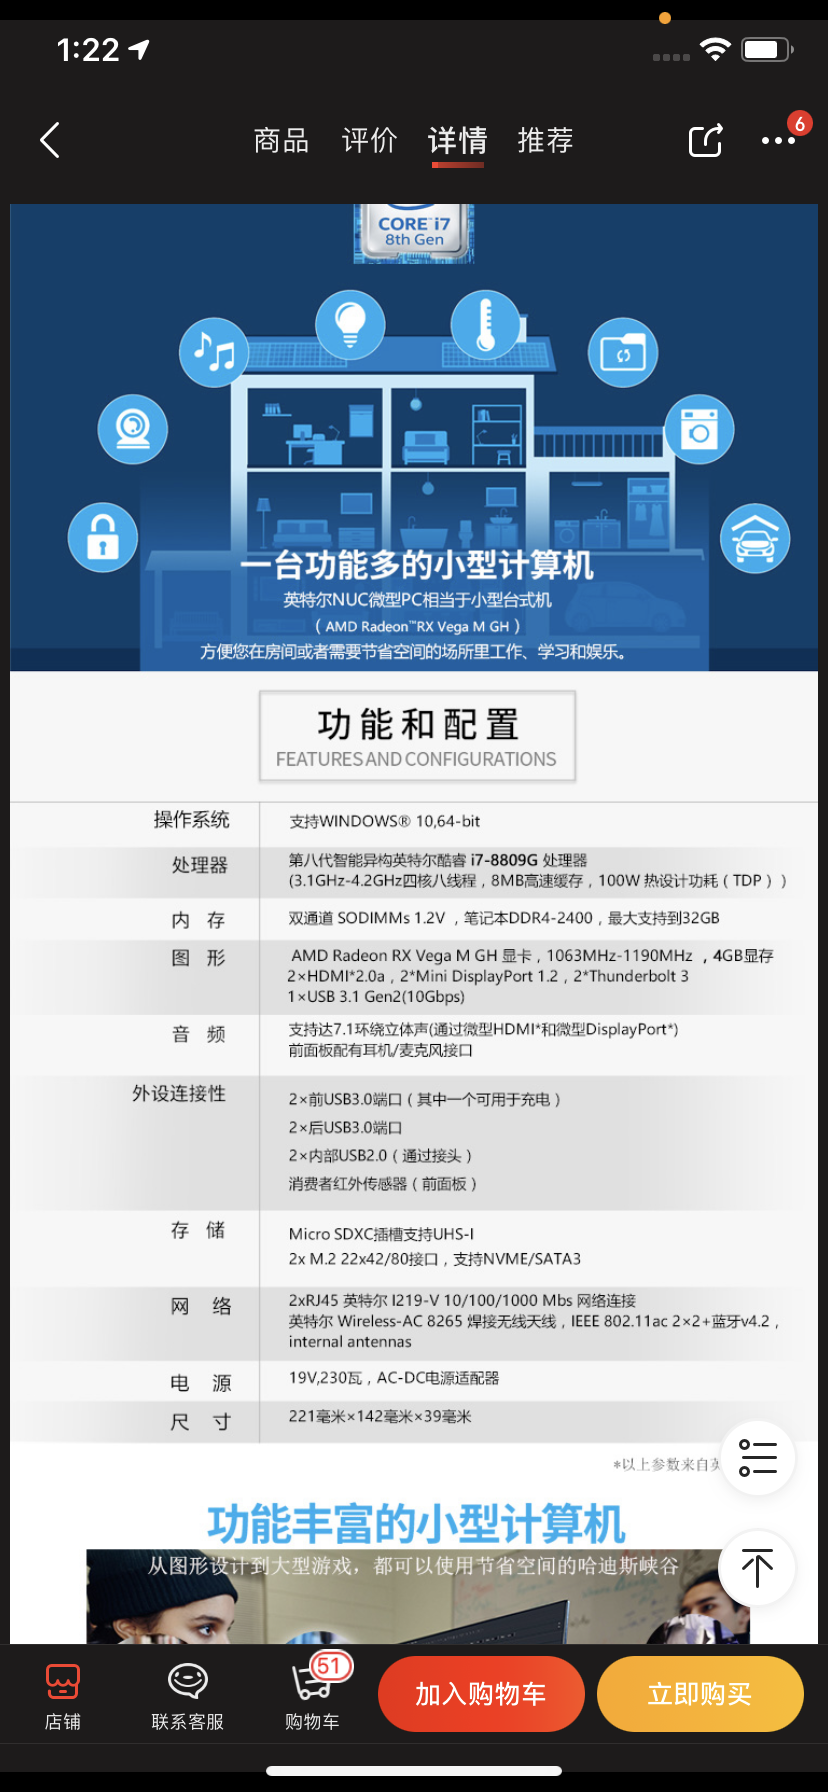 1:22
商品 评价 详情 推荐
6
CORE™ i7
8th Gen
一台功能多的小型计算机
英特尔NUC微型PC相当于小型台式机
( AMD Radeon™RX Vega M GH )
方便您在房间或者需要节省空间的场所里工作、学习和娱乐。
功能和配置
FEATURES AND CONFIGURATIONS
操作系统 支持WINDOWS® 10,64-bit
处理器 第八代智能异构英特尔酷睿 i7-8809G 处理器
(3.1GHz-4.2GHz四核八线程，8MB高速缓存，100W 热设计功耗（TDP））
内 存 双通道 SODIMMs 1.2V ，笔记本DDR4-2400，最大支持到32GB
图 形 AMD Radeon RX Vega M GH 显卡，1063MHz-1190MHz ，4GB显存
2×HDMI*2.0a，2*Mini DisplayPort 1.2，2*Thunderbolt 3
1×USB 3.1 Gen2(10Gbps)
音 频 支持达7.1环绕立体声(通过微型HDMI*和微型DisplayPort*)
前面板配有耳机/麦克风接口
外设连接性 2×前USB3.0端口（其中一个可用于充电）
2×后USB3.0端口
2×内部USB2.0（通过接头）
消费者红外传感器（前面板）
存 储 Micro SDXC插槽支持UHS-I
2x M.2 22x42/80接口，支持NVME/SATA3
网 络 2xRJ45 英特尔 I219-V 10/100/1000 Mbs 网络连接
英特尔 Wireless-AC 8265 焊接无线天线，IEEE 802.11ac 2×2+蓝牙v4.2，
internal antennas
电 源 19V,230瓦，AC-DC电源适配器
尺 寸 221毫米×142毫米×39毫米
*以上参数来自
功能丰富的小型计算机
从图形设计到大型游戏，都可以使用节省空间的哈迪斯峡谷
51
店铺 联系客服 购物车 加入购物车 立即购买